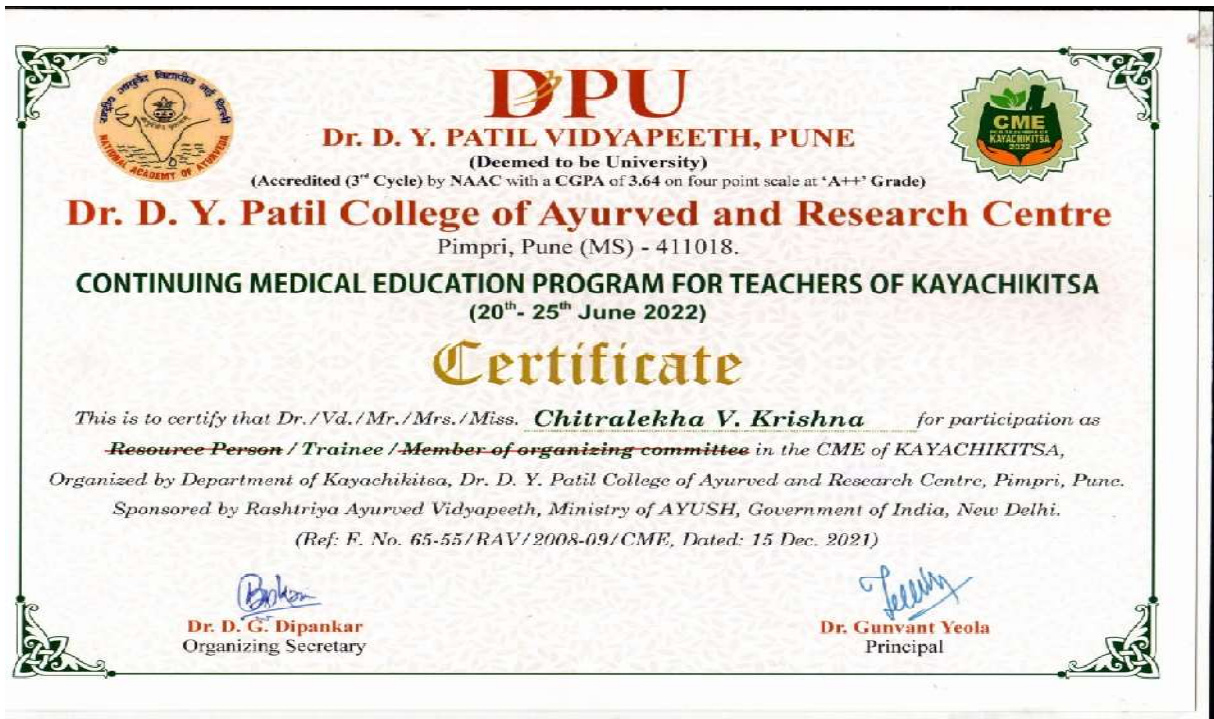 राष्ट्रीय आयुर्वेद विद्यापीठ नई दिल्ली
NATIONAL ACADEMY OF AYURVEDA
DPU
Dr. D. Y. PATIL VIDYAPEETH, PUNE
(Deemed to be University)
(Accredited (3rd Cycle) by NAAC with a CGPA of 3.64 on four point scale at 'A++' Grade)
CME
KAYACHIKITSA
2022
Dr. D. Y. Patil College of Ayurved and Research Centre
Pimpri, Pune (MS) - 411018.
CONTINUING MEDICAL EDUCATION PROGRAM FOR TEACHERS OF KAYACHIKITSA
(20th- 25th June 2022)
Certificate
This is to certify that Dr./Vd./Mr./Mrs./Miss. Chitralekha V. Krishna for participation as
Resource Person / Trainee / Member of organizing committee in the CME of KAYACHIKITSA,
Organized by Department of Kayachikitsa, Dr. D. Y. Patil College of Ayurved and Research Centre, Pimpri, Pune.
Sponsored by Rashtriya Ayurved Vidyapeeth, Ministry of AYUSH, Government of India, New Delhi.
(Ref: F. No. 65-55/RAV/2008-09/CME, Dated: 15 Dec. 2021)
Dr. D. G. Dipankar
Organizing Secretary
Dr. Gunvant Yeola
Principal